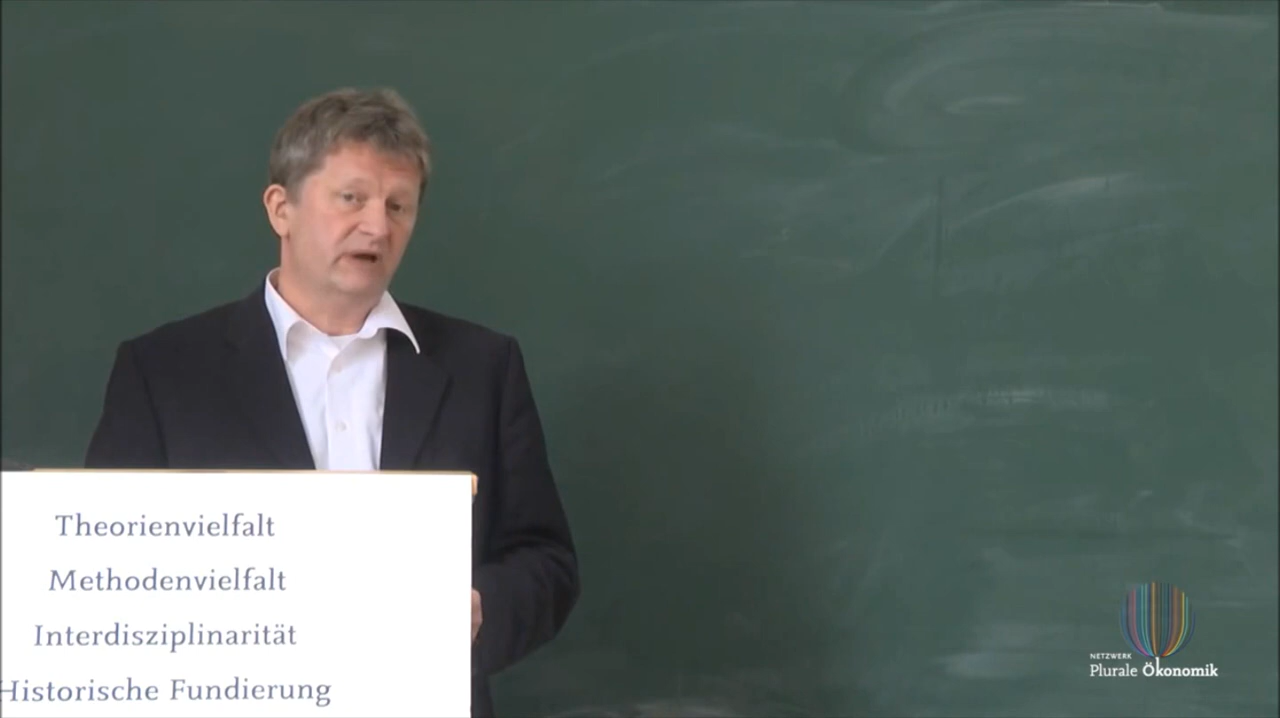 Theorienvielfalt
Methodenvielfalt
Interdisziplinarität
Historische Fundierung
NETZWERK
Plurale Ökonomik